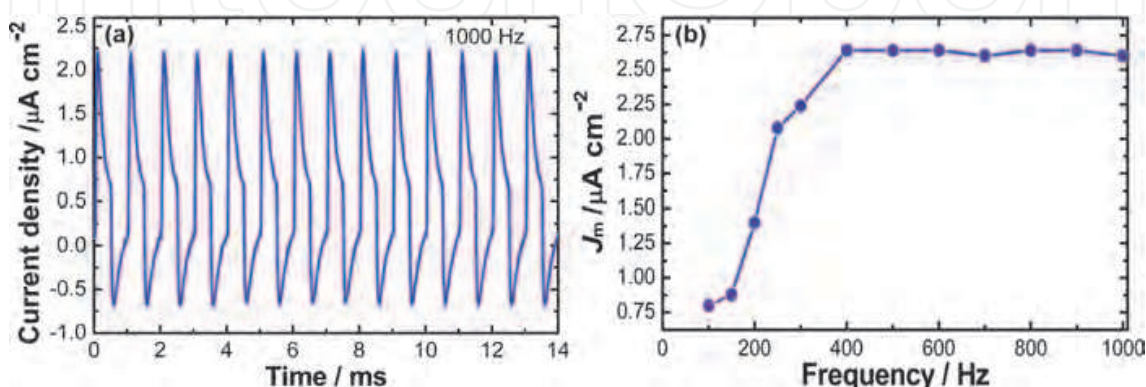 (a)
1000 Hz
Current density /μA cm⁻²
2.5
2.0
1.5
1.0
0.5
0.0
-0.5
-1.0
0 2 4 6 8 10 12 14
Time / ms
(b)
Jm /μA cm⁻²
2.75
2.50
2.25
2.00
1.75
1.50
1.25
1.00
0.75
0 200 400 600 800 1000
Frequency / Hz